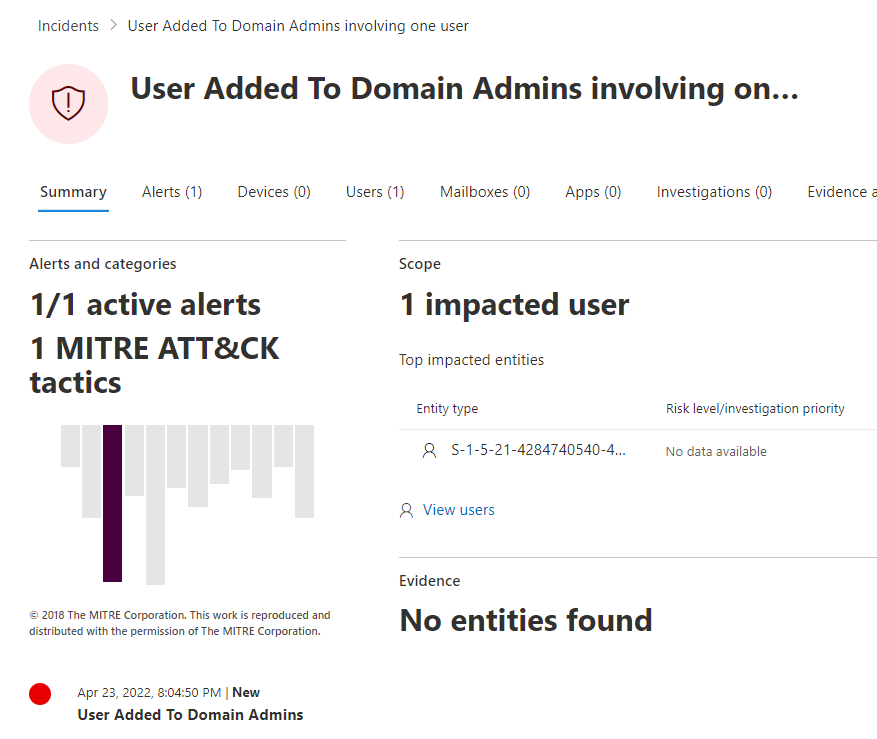 Incidents > User Added To Domain Admins involving one user
User Added To Domain Admins involving on...
Summary Alerts (1) Devices (0) Users (1) Mailboxes (0) Apps (0) Investigations (0) Evidence a
Alerts and categories
1/1 active alerts
1 MITRE ATT&CK
tactics
© 2018 The MITRE Corporation. This work is reproduced and
distributed with the permission of The MITRE Corporation.
Apr 23, 2022, 8:04:50 PM | New
User Added To Domain Admins
Scope
1 impacted user
Top impacted entities
Entity type Risk level/investigation priority
S-1-5-21-4284740540-4... No data available
View users
Evidence
No entities found